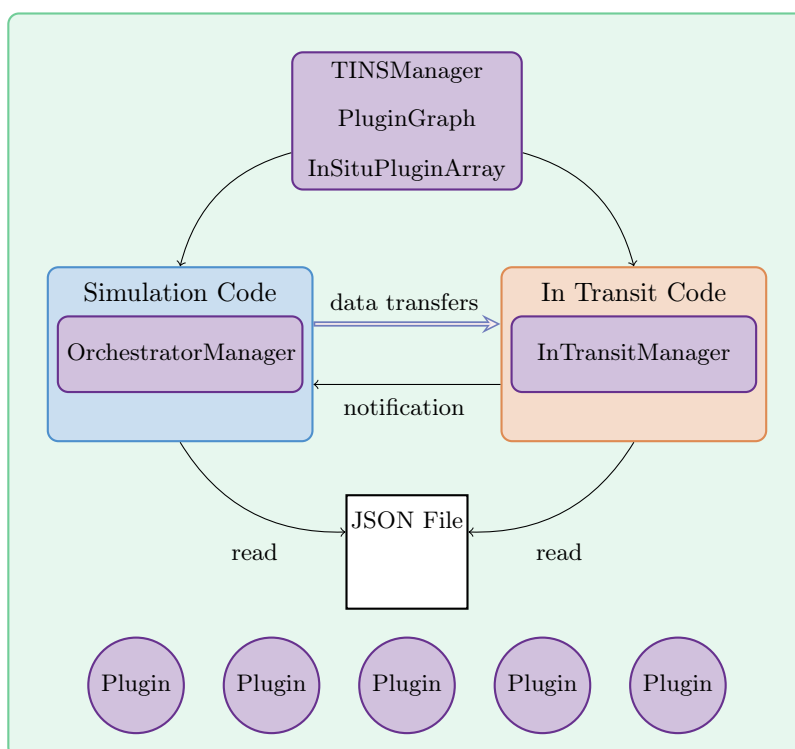 TINSManager
PluginGraph
InSituPluginArray
Simulation Code
OrchestratorManager
data transfers
notification
In Transit Code
InTransitManager
JSON File
read
read
Plugin
Plugin
Plugin
Plugin
Plugin